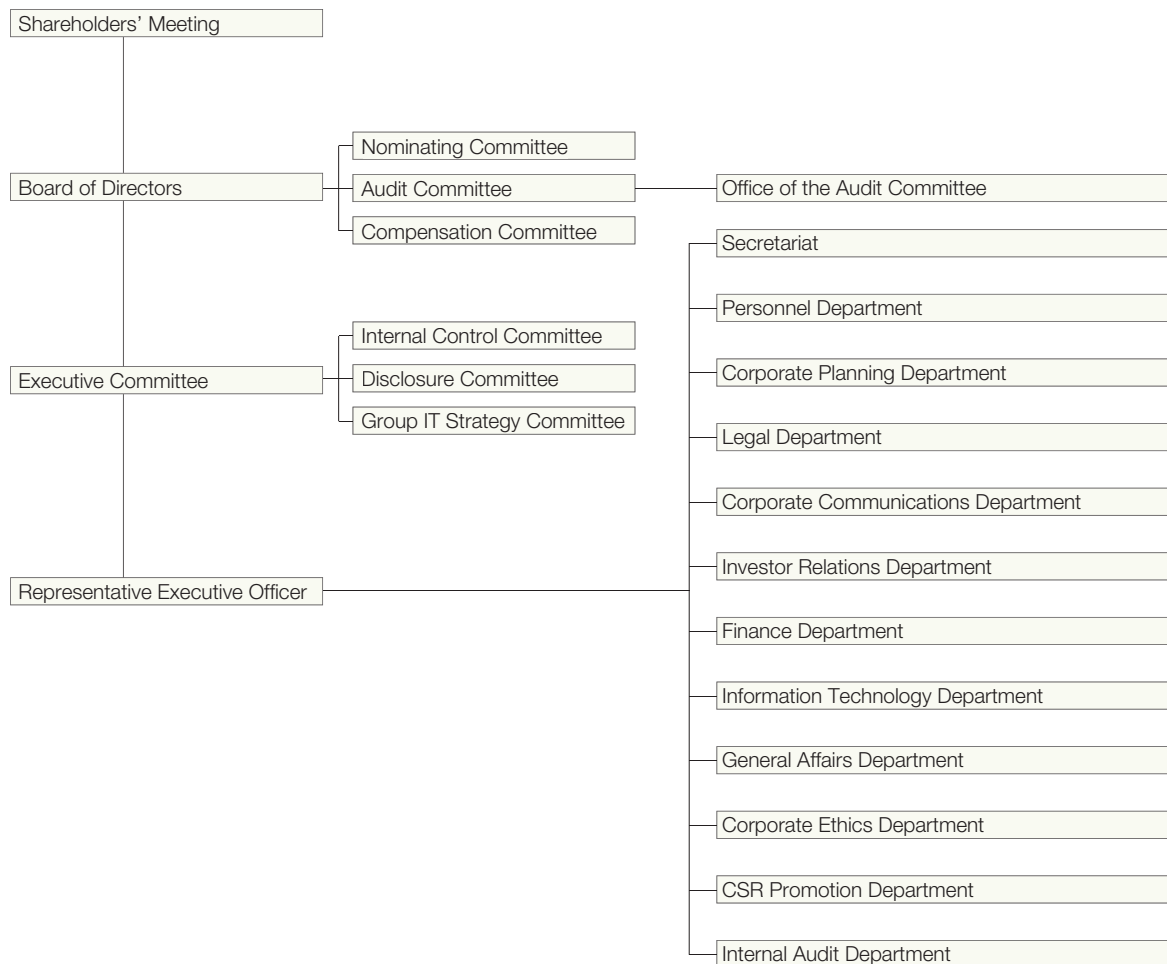 Shareholders’ Meeting
Nominating Committee
Board of Directors
Audit Committee
Office of the Audit Committee
Compensation Committee
Secretariat
Personnel Department
Internal Control Committee
Corporate Planning Department
Executive Committee
Disclosure Committee
Group IT Strategy Committee
Legal Department
Corporate Communications Department
Investor Relations Department
Representative Executive Officer
Finance Department
Information Technology Department
General Affairs Department
Corporate Ethics Department
CSR Promotion Department
Internal Audit Department